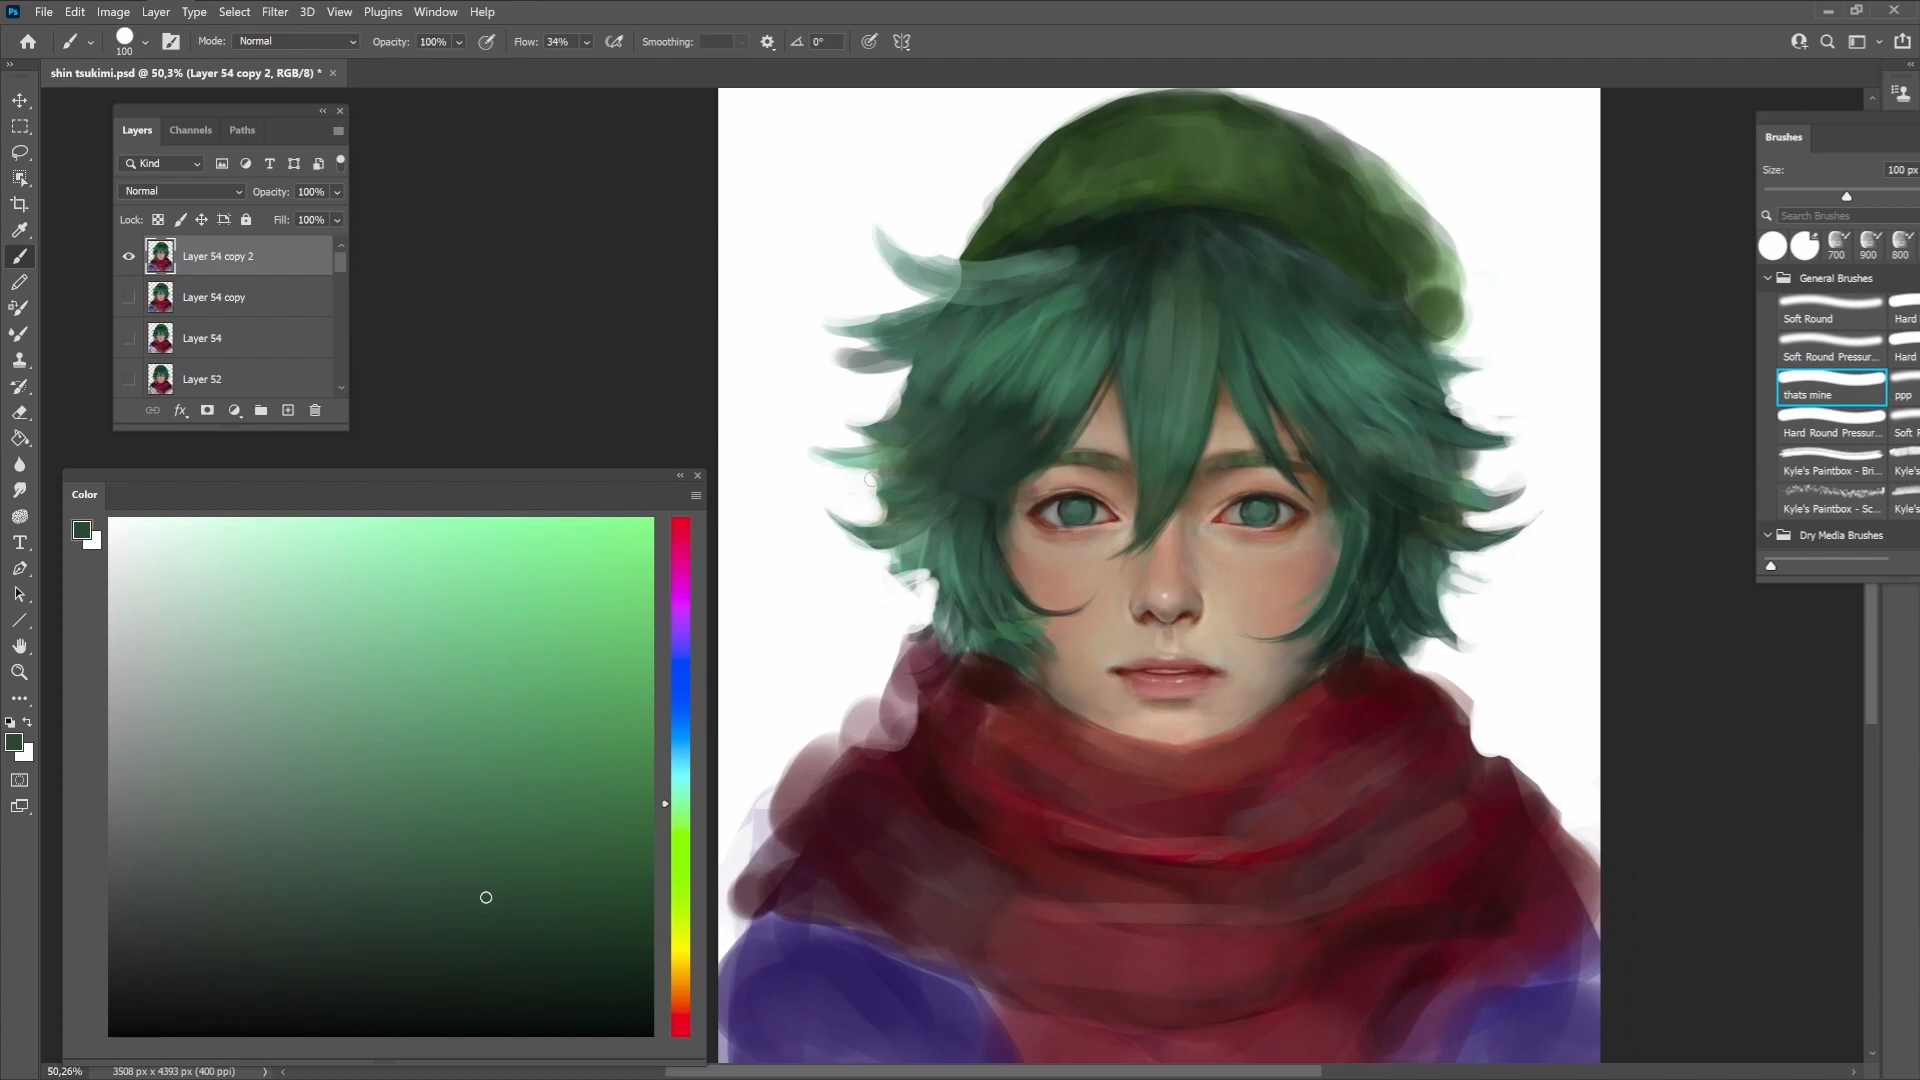 Ps File Edit Image Layer Type Select Filter 3D View Plugins Window Help
100 Mode: Normal Opacity: 100% Flow: 34% Smoothing: 0°
shin tsukimi.psd @ 50,3% (Layer 54 copy 2, RGB/8) * ×
Layers Channels Paths
Kind
Normal Opacity: 100%
Lock: Fill: 100%
Layer 54 copy 2
Layer 54 copy
Layer 54
Layer 52
fx
Color
Brushes
Size: 100 px
Search Brushes
700 900 800
General Brushes
Soft Round Hard
Soft Round Pressur... Hard
thats mine ppp
Hard Round Pressur... Soft F
Kyle's Paintbox - Bri... Kyle's
Kyle's Paintbox - Sc... Kyle's
Dry Media Brushes
50,26% 3508 px x 4393 px (400 ppi)